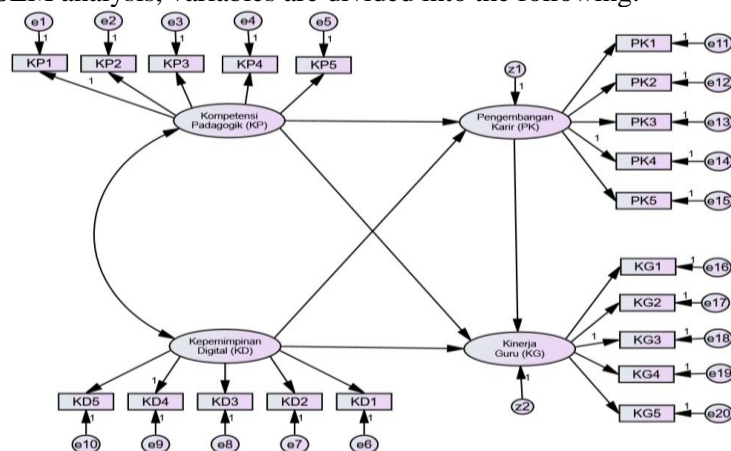 SEM analysis, variables are divided into the following:
e1 e2 e3 e4 e5
1 1 1 1 1
KP1 KP2 KP3 KP4 KP5
1
Kompetensi
Padagogik (KP)
z1
1
Pengembangan
Karir (PK)
PK1 1 e11
PK2 1 e12
PK3 1 e13
1
PK4 1 e14
PK5 1 e15
Kepemimpinan
Digital (KD)
1
KD5 KD4 KD3 KD2 KD1
1 1 1 1 1
e10 e9 e8 e7 e6
Kinerja
Guru (KG)
1
z2
KG1 1 e16
KG2 1 e17
1 KG3 1 e18
KG4 1 e19
KG5 1 e20